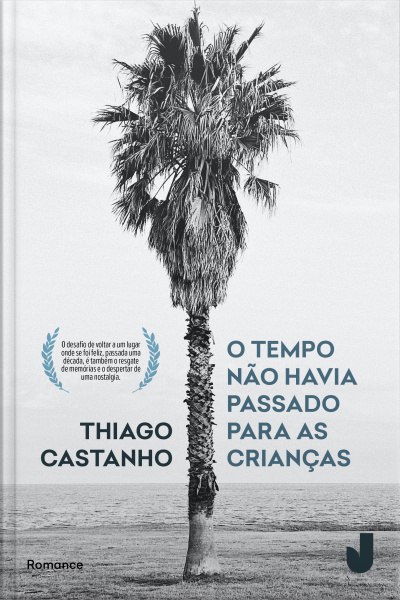 O desafio de voltar a um lugar
onde se foi feliz, passada uma
década, é também o resgate
de memórias e o despertar de
uma nostalgia.
THIAGO
CASTANHO
O TEMPO
NÃO HAVIA
PASSADO
PARA AS
CRIANÇAS
Romance
J